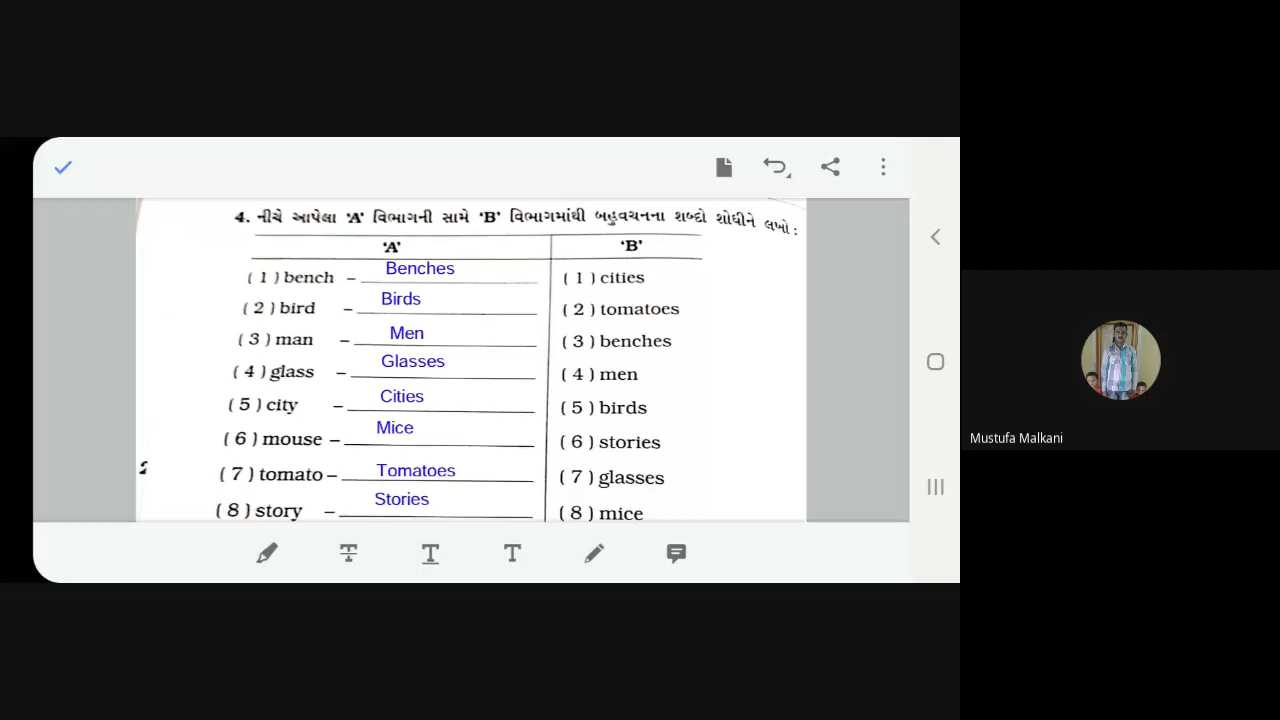 4. નીચે આપેલા ‘A’ વિભાગની સામે ‘B’ વિભાગમાંથી બહુવચનના શબ્દો શોધીને લખો :
‘A’ ‘B’
( 1 ) bench – Benches ( 1 ) cities
( 2 ) bird – Birds ( 2 ) tomatoes
( 3 ) man – Men ( 3 ) benches
( 4 ) glass – Glasses ( 4 ) men
( 5 ) city – Cities ( 5 ) birds
( 6 ) mouse – Mice ( 6 ) stories
( 7 ) tomato – Tomatoes ( 7 ) glasses
( 8 ) story – Stories ( 8 ) mice
Mustufa Malkani